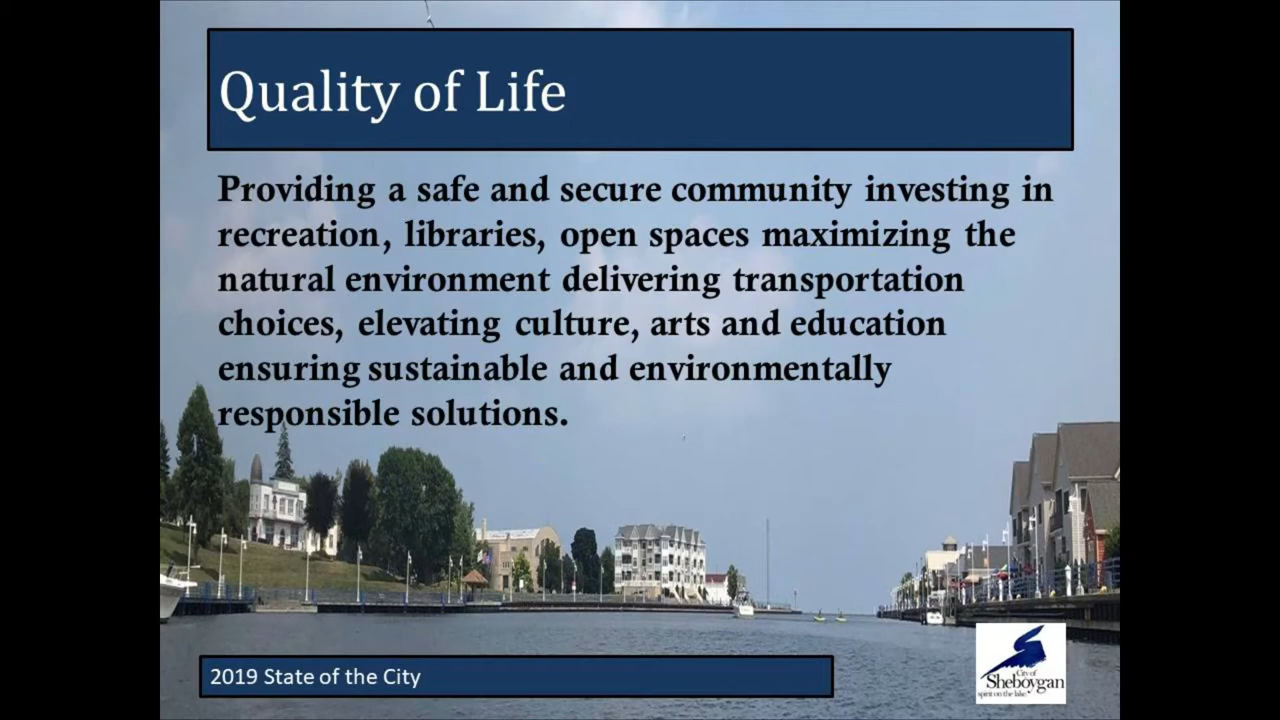 Quality of Life
Providing a safe and secure community investing in
recreation, libraries, open spaces maximizing the
natural environment delivering transportation
choices, elevating culture, arts and education
ensuring sustainable and environmentally
responsible solutions.
2019 State of the City
City of
Sheboygan
spirit on the lake